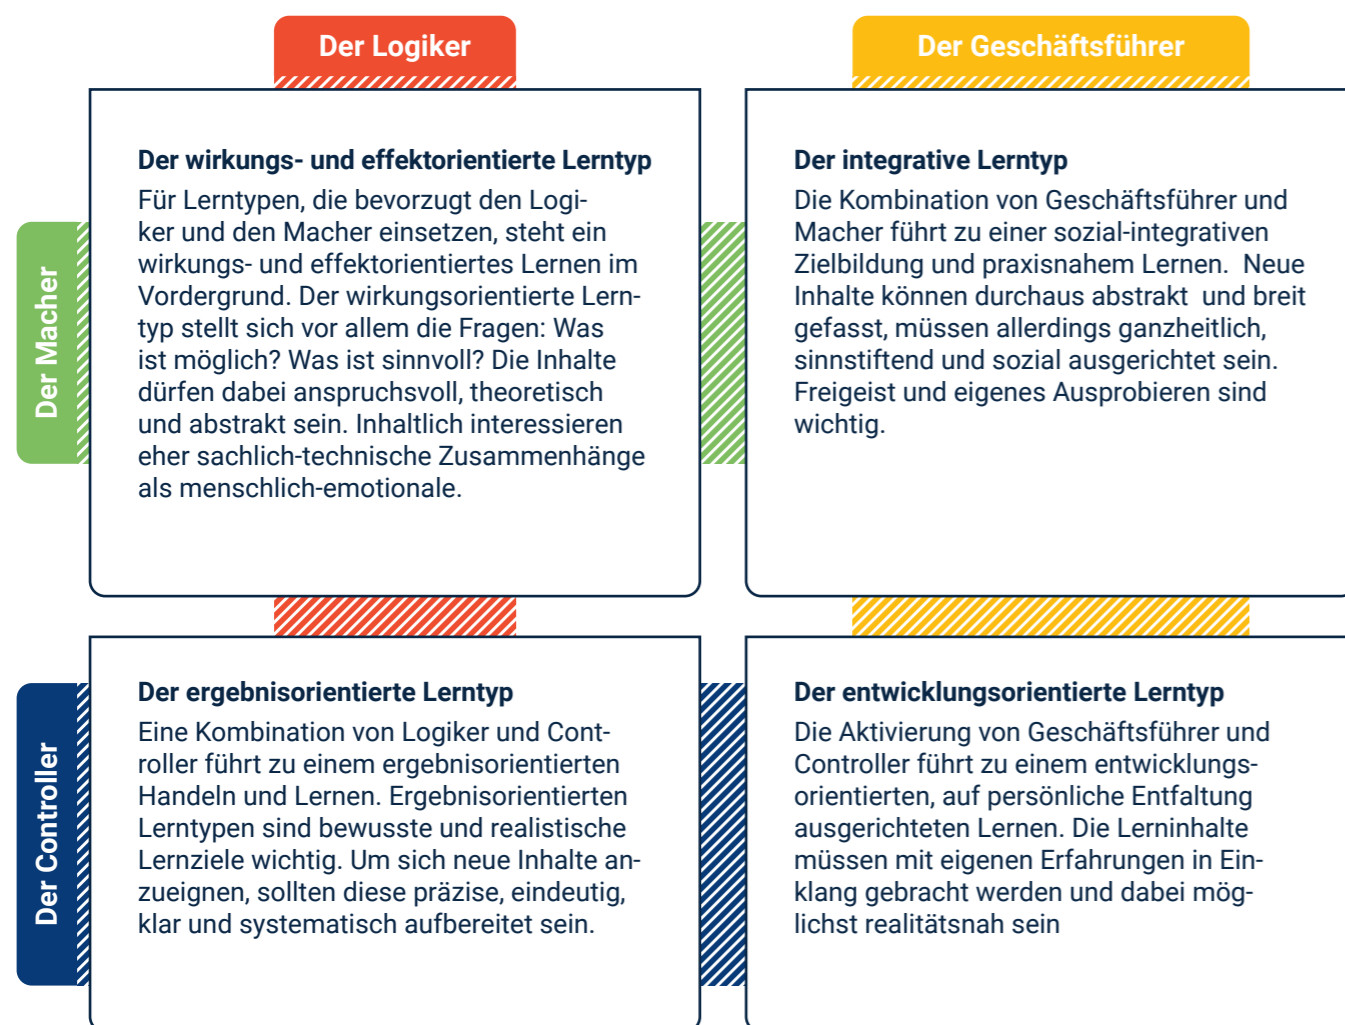 Der Logiker
Der Geschäftsführer
Der Macher
Der wirkungs- und effektorientierte Lerntyp
Für Lerntypen, die bevorzugt den Logi-
ker und den Macher einsetzen, steht ein
wirkungs- und effektorientiertes Lernen im
Vordergrund. Der wirkungsorientierte Lern-
typ stellt sich vor allem die Fragen: Was
ist möglich? Was ist sinnvoll? Die Inhalte
dürfen dabei anspruchsvoll, theoretisch
und abstrakt sein. Inhaltlich interessieren
eher sachlich-technische Zusammenhänge
als menschlich-emotionale.
Der integrative Lerntyp
Die Kombination von Geschäftsführer und
Macher führt zu einer sozial-integrativen
Zielbildung und praxisnahem Lernen.  Neue
Inhalte können durchaus abstrakt  und breit
gefasst, müssen allerdings ganzheitlich,
sinnstiftend und sozial ausgerichtet sein.
Freigeist und eigenes Ausprobieren sind
wichtig.
Der Controller
Der ergebnisorientierte Lerntyp
Eine Kombination von Logiker und Cont-
roller führt zu einem ergebnisorientierten
Handeln und Lernen. Ergebnisorientierten
Lerntypen sind bewusste und realistische
Lernziele wichtig. Um sich neue Inhalte an-
zueignen, sollten diese präzise, eindeutig,
klar und systematisch aufbereitet sein.
Der entwicklungsorientierte Lerntyp
Die Aktivierung von Geschäftsführer und
Controller führt zu einem entwicklungs-
orientierten, auf persönliche Entfaltung
ausgerichteten Lernen. Die Lerninhalte
müssen mit eigenen Erfahrungen in Ein-
klang gebracht werden und dabei mög-
lichst realitätsnah sein